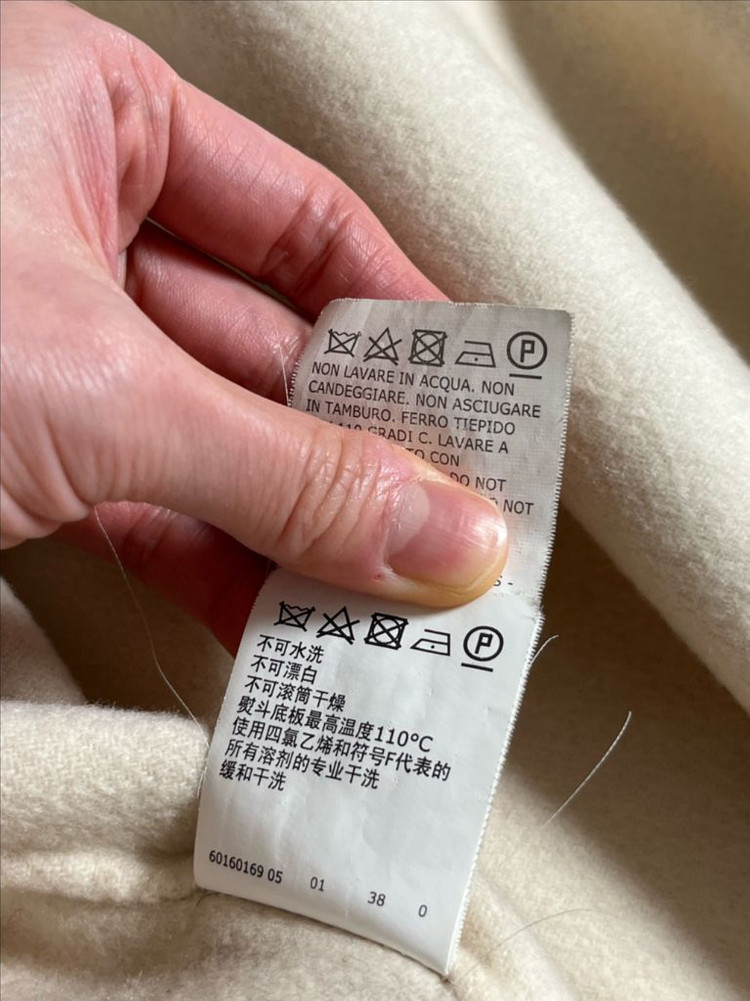 P
NON LAVARE IN ACQUA. NON
CANDEGGIARE. NON ASCIUGARE
IN TAMBURO. FERRO TIEPIDO
110 GRADI C. LAVARE A
CON
DO NOT
NOT
P
不可水洗
不可漂白
不可滚筒干燥
熨斗底板最高温度110°C
使用四氯乙烯和符号F代表的
所有溶剂的专业干洗
缓和干洗
60160169 05 01 38 0